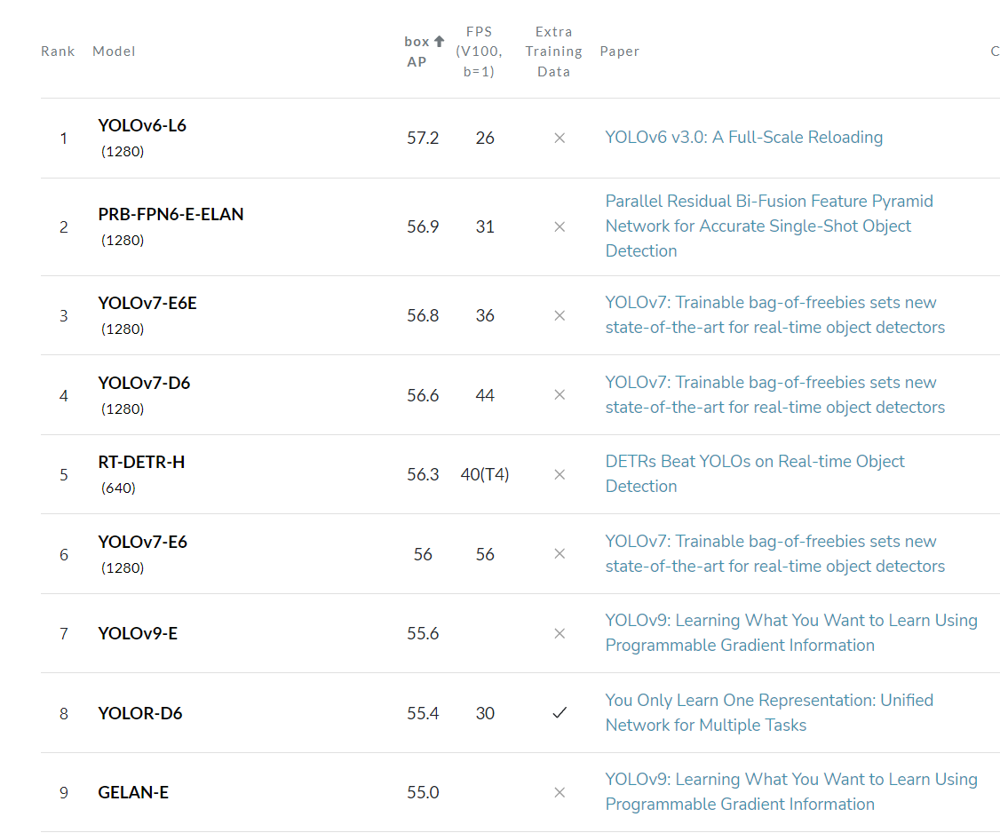 Rank Model box AP FPS (V100, b=1) Extra Training Data Paper C
1 YOLOv6-L6 (1280) 57.2 26 × YOLOv6 v3.0: A Full-Scale Reloading
2 PRB-FPN6-E-ELAN (1280) 56.9 31 × Parallel Residual Bi-Fusion Feature Pyramid
Network for Accurate Single-Shot Object
Detection
3 YOLOv7-E6E (1280) 56.8 36 × YOLOv7: Trainable bag-of-freebies sets new
state-of-the-art for real-time object detectors
4 YOLOv7-D6 (1280) 56.6 44 × YOLOv7: Trainable bag-of-freebies sets new
state-of-the-art for real-time object detectors
5 RT-DETR-H (640) 56.3 40(T4) × DETRs Beat YOLOs on Real-time Object
Detection
6 YOLOv7-E6 (1280) 56 56 × YOLOv7: Trainable bag-of-freebies sets new
state-of-the-art for real-time object detectors
7 YOLOv9-E 55.6 × YOLOv9: Learning What You Want to Learn Using
Programmable Gradient Information
8 YOLOR-D6 55.4 30 ✓ You Only Learn One Representation: Unified
Network for Multiple Tasks
9 GELAN-E 55.0 × YOLOv9: Learning What You Want to Learn Using
Programmable Gradient Information